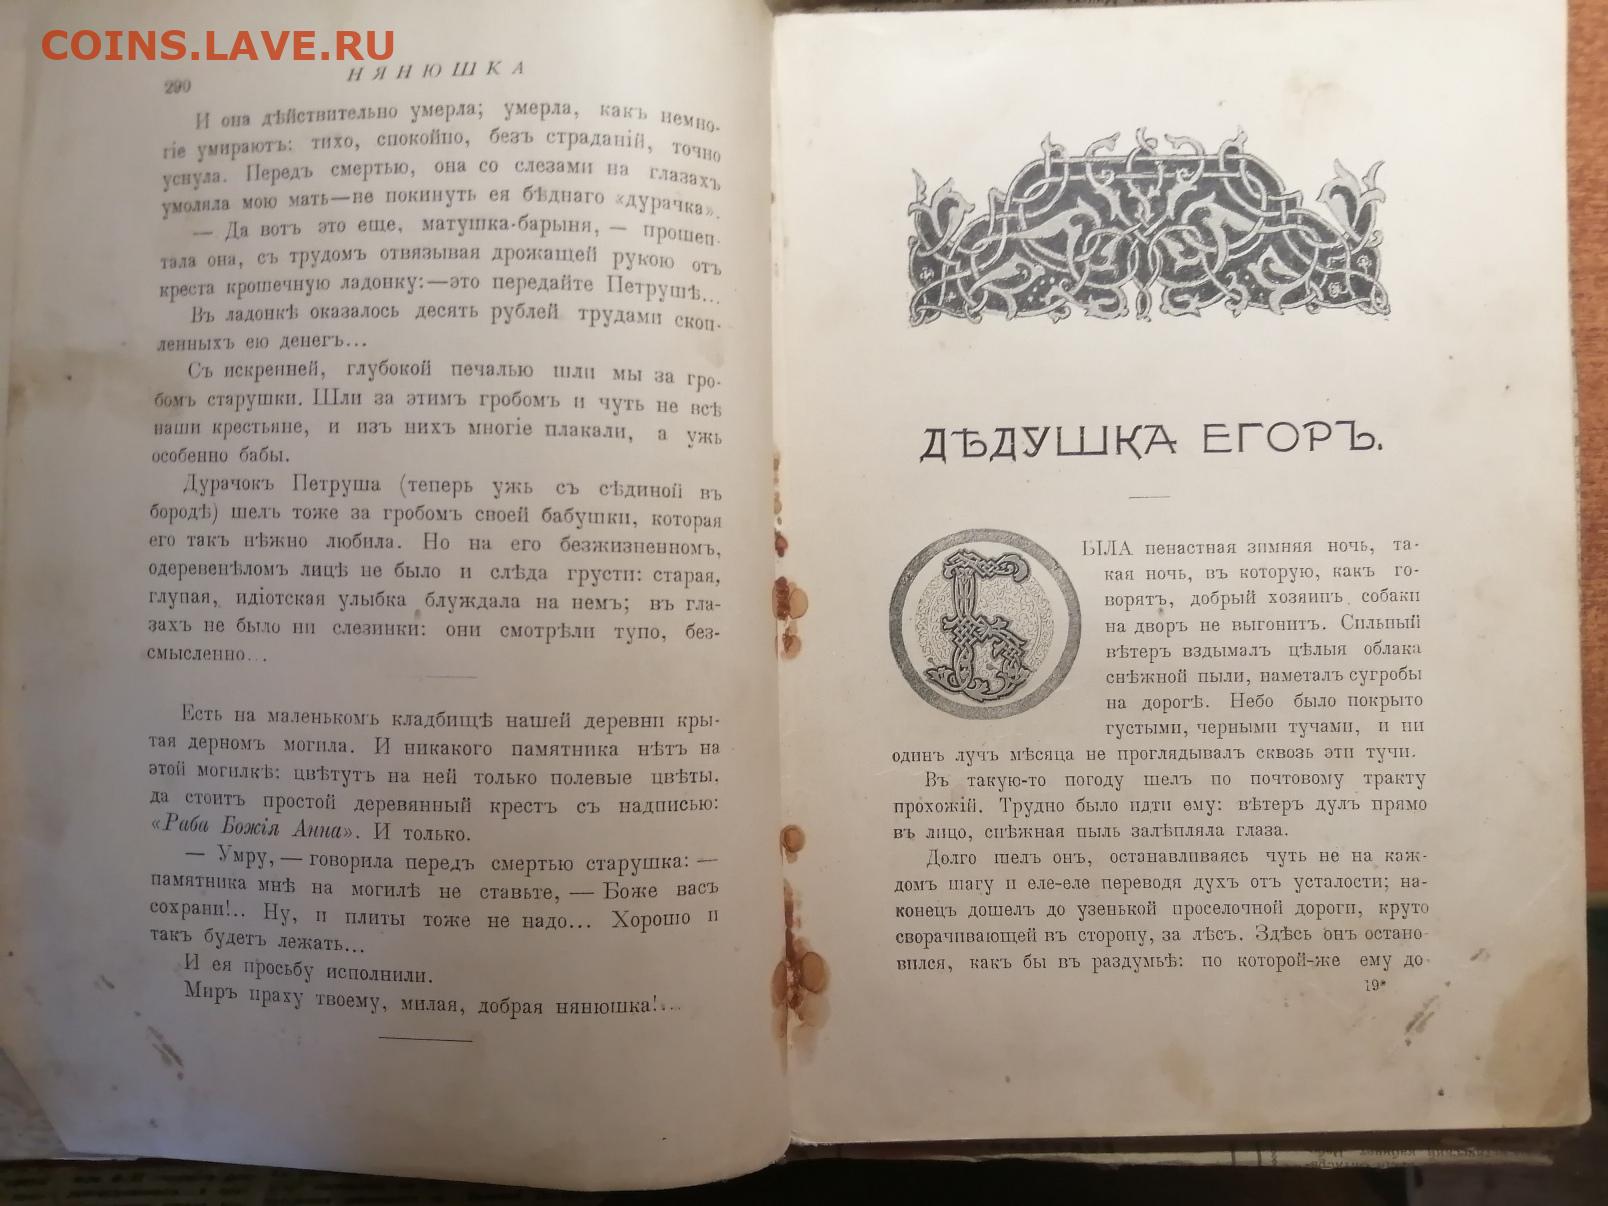 COINS.LAVE.RU
290
НЯНЮШКА
И она дѣйствительно умерла; умерла, какъ немно-
гіе умираютъ: тихо, спокойно, безъ страданій, точно
уснула. Передъ смертью, она со слезами на глазахъ
умоляла мою мать—не покинуть ея бѣднаго «дурачка».
— Да вотъ это еще, матушка-барыня, — прошеп-
тала она, съ трудомъ отвязывая дрожащей рукою отъ
креста крошечную ладонку:—это передайте Петрушѣ...
Въ ладонкѣ оказалось десять рублей трудами скоп-
ленныхъ ею денегъ...
Съ искренней, глубокой печалью шли мы за гро-
бомъ старушки. Шли за этимъ гробомъ и чуть не всѣ
наши крестьяне, и изъ нихъ многіе плакали, а ужъ
особенно бабы.
Дурачокъ Петруша (теперь ужъ съ сѣдиной въ
бородѣ) шелъ тоже за гробомъ своей бабушки, которая
его такъ нѣжно любила. Но на его безжизненномъ,
одеревенѣломъ лицѣ не было и слѣда грусти: старая,
глупая, идіотская улыбка блуждала на немъ; въ гла-
захъ не было ни слезинки: они смотрѣли тупо, без-
смысленно...
Есть на маленькомъ кладбищѣ нашей деревни кры-
тая дерномъ могила. И никакого памятника нѣтъ на
этой могилкѣ: цвѣтутъ на ней только полевые цвѣты,
да стоитъ простой деревянный крестъ съ надписью:
«Раба Божія Анна». И только.
— Умру, — говорила передъ смертью старушка: —
памятника мнѣ на могилѣ не ставьте, — Боже васъ
сохрани!.. Ну, и плиты тоже не надо... Хорошо и
такъ будетъ лежать...
И ея просьбу исполнили.
Миръ праху твоему, милая, добрая нянюшка!...
ДѢДУШКА ЕГОРЪ.
БЫЛА ненастная зимняя ночь, та-
кая ночь, въ которую, какъ го-
ворятъ, добрый хозяинъ собаки
на дворъ не выгонитъ. Сильный
вѣтеръ вздымалъ цѣлыя облака
снѣжной пыли, наметалъ сугробы
на дорогѣ. Небо было покрыто
густыми, черными тучами, и ни
одинъ лучъ мѣсяца не проглядывалъ сквозь эти тучи.
Въ такую-то погоду шелъ по почтовому тракту
прохожій. Трудно было идти ему: вѣтеръ дулъ прямо
въ лицо, снѣжная пыль залѣпляла глаза.
Долго шелъ онъ, останавливаясь чуть не на каж-
домъ шагу и еле-еле переводя духъ отъ усталости; на-
конецъ дошелъ до узенькой проселочной дороги, круто
сворачивающей въ сторону, за лѣсъ. Здѣсь онъ остано-
вился, какъ бы въ раздумьѣ: по которой-же ему до-
19*